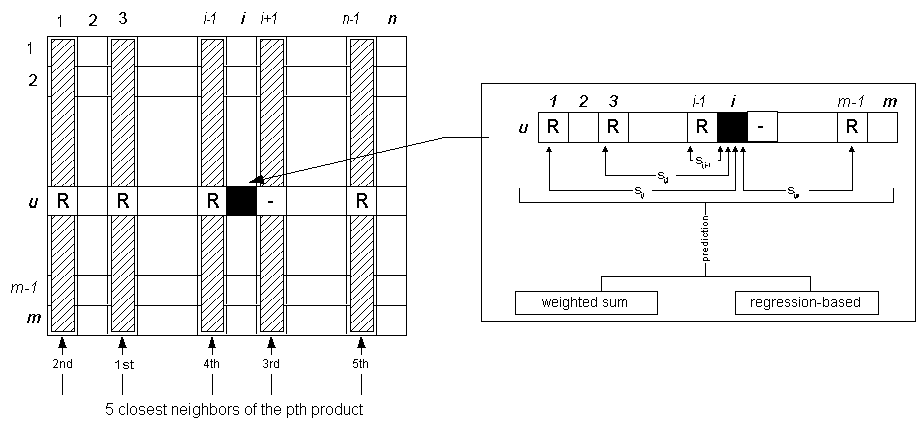 1 2 3 i-1 i i+1 n-1 n
1
2
u R R R - R
m-1
m
2nd 1st 4th 3rd 5th
5 closest neighbors of the pth product
1 2 3 i-1 i m-1 m
u R R R - R
prediction
weighted sum regression-based